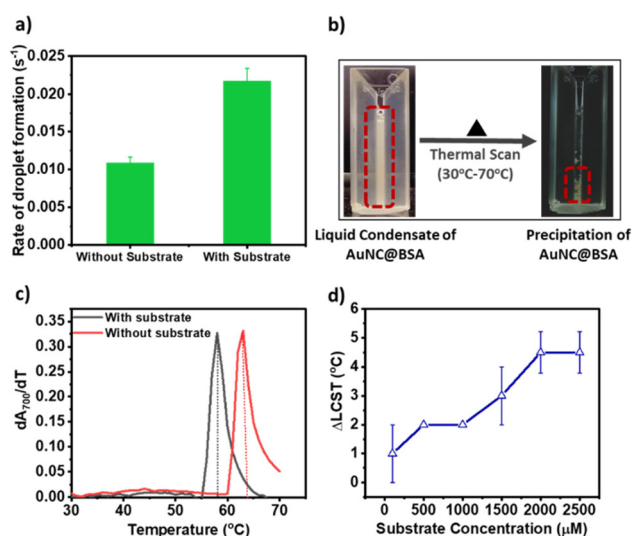 a)
Rate of droplet formation (s⁻¹)
0.025
0.020
0.015
0.010
0.005
0.000
Without Substrate
With Substrate
b)
Thermal Scan
(30°C-70°C)
Liquid Condensate of
AuNC@BSA
Precipitation of
AuNC@BSA
c)
With substrate
Without substrate
dA₇₀₀/dT
0.35
0.30
0.25
0.20
0.15
0.10
0.05
0.00
30
40
50
60
70
Temperature (°C)
d)
ΔLCST (°C)
6
5
4
3
2
1
0
0
500
1000
1500
2000
2500
Substrate Concentration (μM)